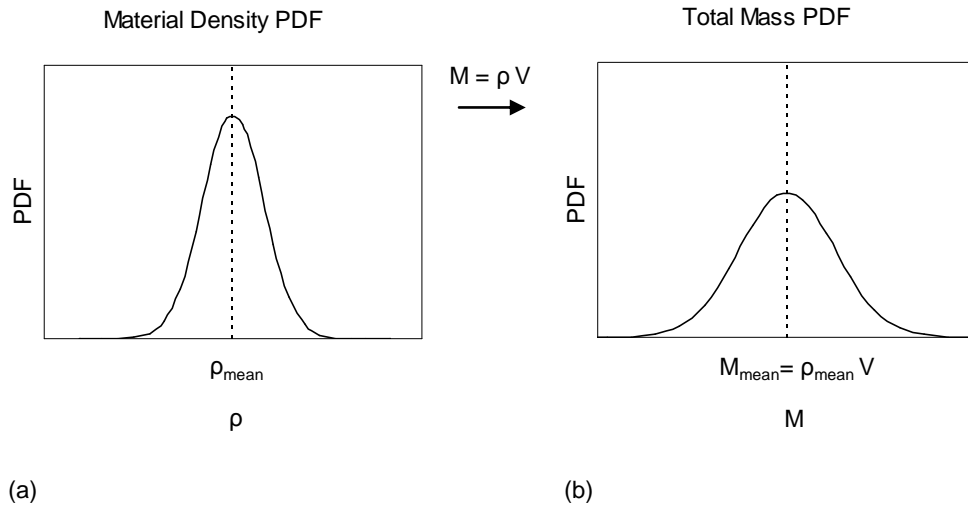 Material Density PDF
Total Mass PDF
M = ρ V
PDF
PDF
ρmean
Mmean= ρmean V
ρ
M
(a)
(b)